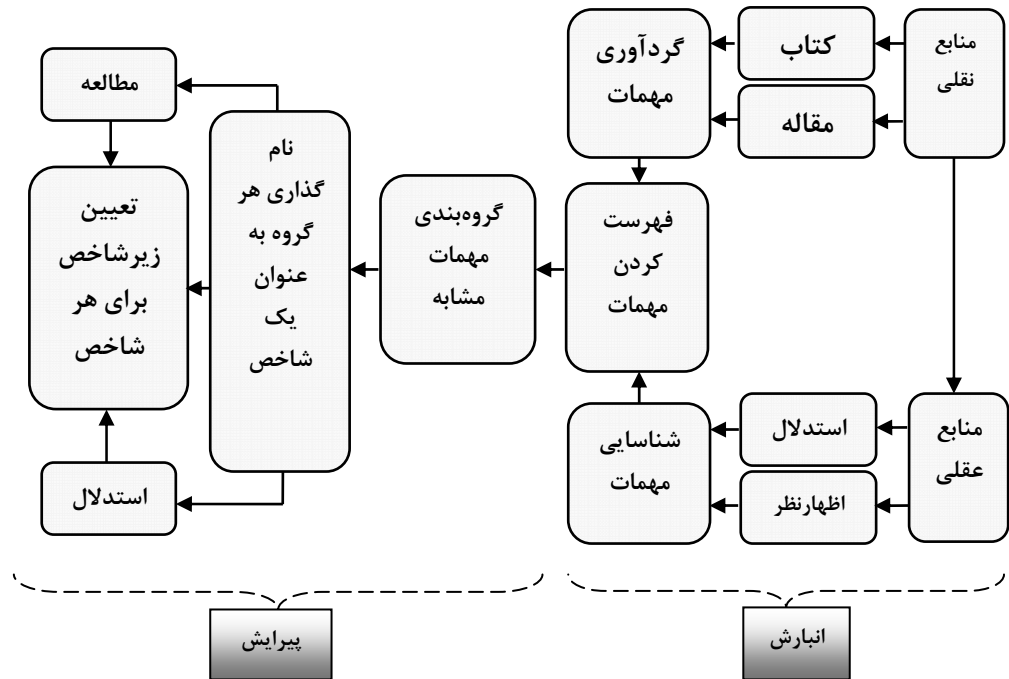 منابع
نقلی
کتاب
مقاله
گردآوری
مهمات
منابع
عقلی
استدلال
اظهارنظر
شناسایی
مهمات
فهرست
کردن
مهمات
گروه‌بندی
مهمات
مشابه
نام
گذاری هر
گروه به
عنوان
یک
شاخص
مطالعه
استدلال
تعیین
زیرشاخص
برای هر
شاخص
انبارش
پیرایش